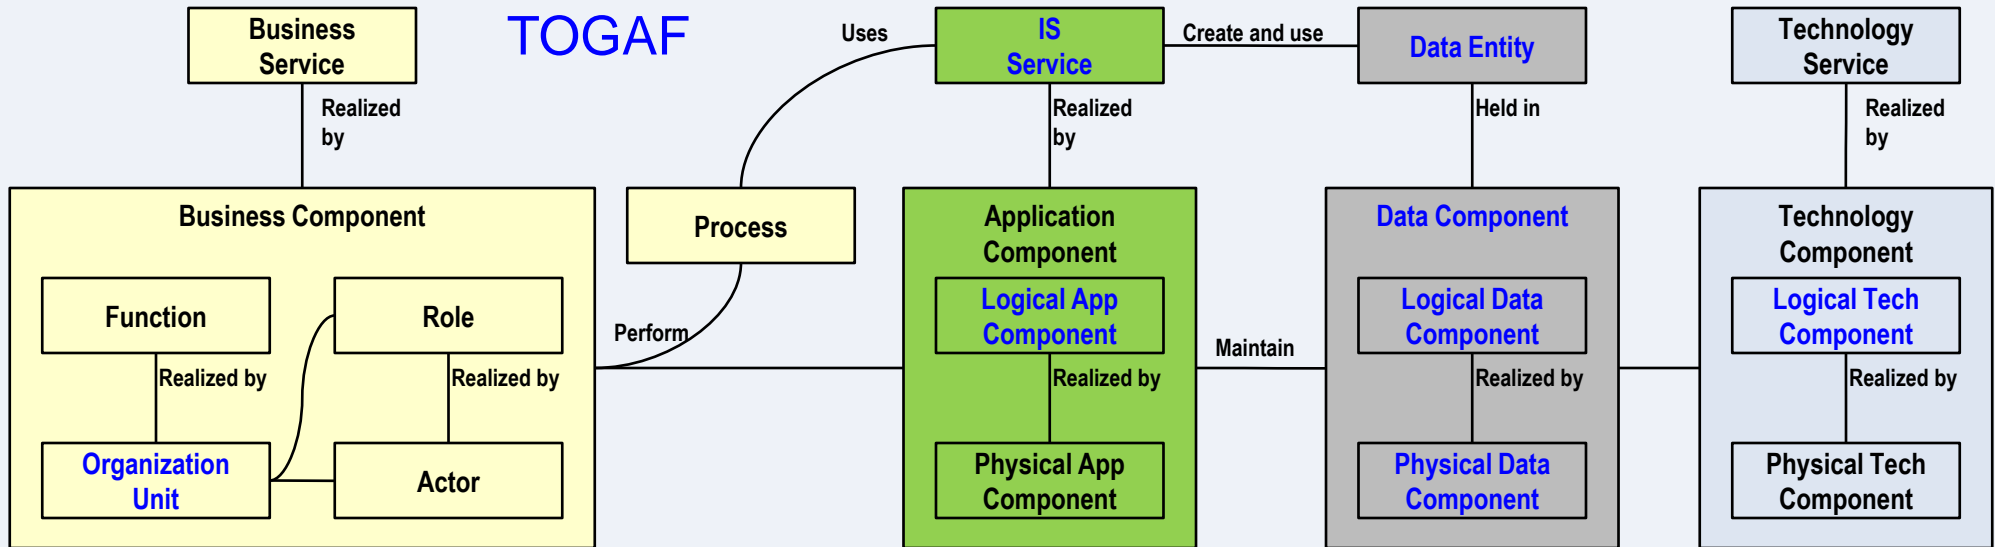 Business
Service
TOGAF
Uses
IS
Service
Create and use
Data Entity
Technology
Service
Realized
by
Realized
by
Held in
Realized
by
Business Component
Process
Application
Component
Data Component
Technology
Component
Function
Role
Logical App
Component
Logical Data
Component
Logical Tech
Component
Perform
Maintain
Realized by
Realized by
Realized by
Realized by
Realized by
Organization
Unit
Actor
Physical App
Component
Physical Data
Component
Physical Tech
Component